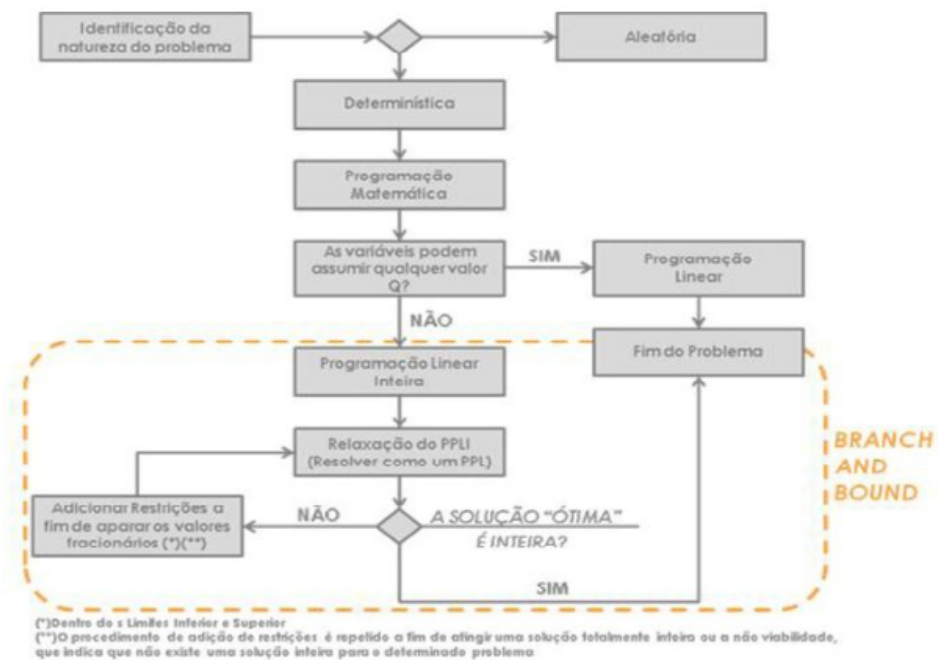 Identificação da
natureza do problema
Aleatória
Determinística
Programação
Matemática
As variáveis podem
assumir qualquer valor
Q?
SIM
Programação
Linear
NÃO
Fim do Problema
Programação Linear
Inteira
Relaxação do PPLI
(Resolver como um PPL)
BRANCH
AND
BOUND
Adicionar Restrições a
fim de aparar os valores
fracionários (*)(**)
NÃO
A SOLUÇÃO "ÓTIMA"
É INTEIRA?
SIM
(*)Dentro do s Limites Inferior e Superior
(**)O procedimento de adição de restrições é repetido a fim de atingir uma solução totalmente inteira ou a não viabilidade,
que indica que não existe uma solução inteira para o determinado problema